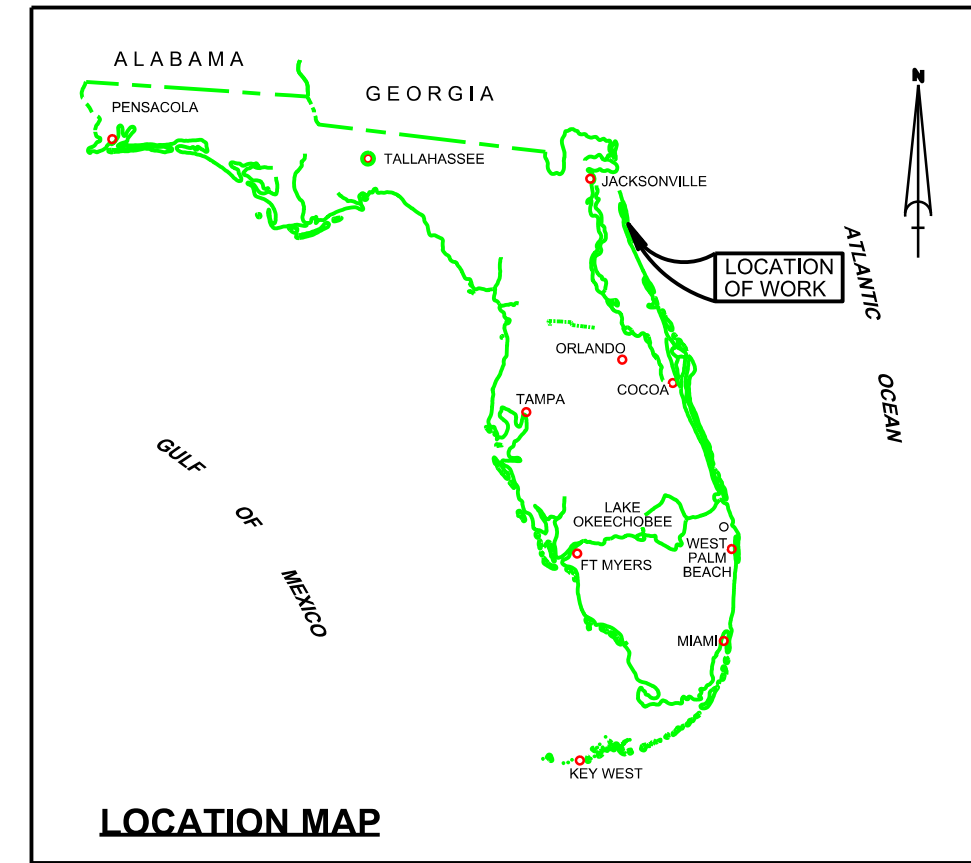 ALABAMA
GEORGIA
N
PENSACOLA
TALLAHASSEE
JACKSONVILLE
LOCATION
OF WORK
ATLANTIC
OCEAN
ORLANDO
COCOA
TAMPA
GULF
OF
MEXICO
LAKE
OKEECHOBEE
FT MYERS
WEST
PALM
BEACH
MIAMI
KEY WEST
LOCATION MAP